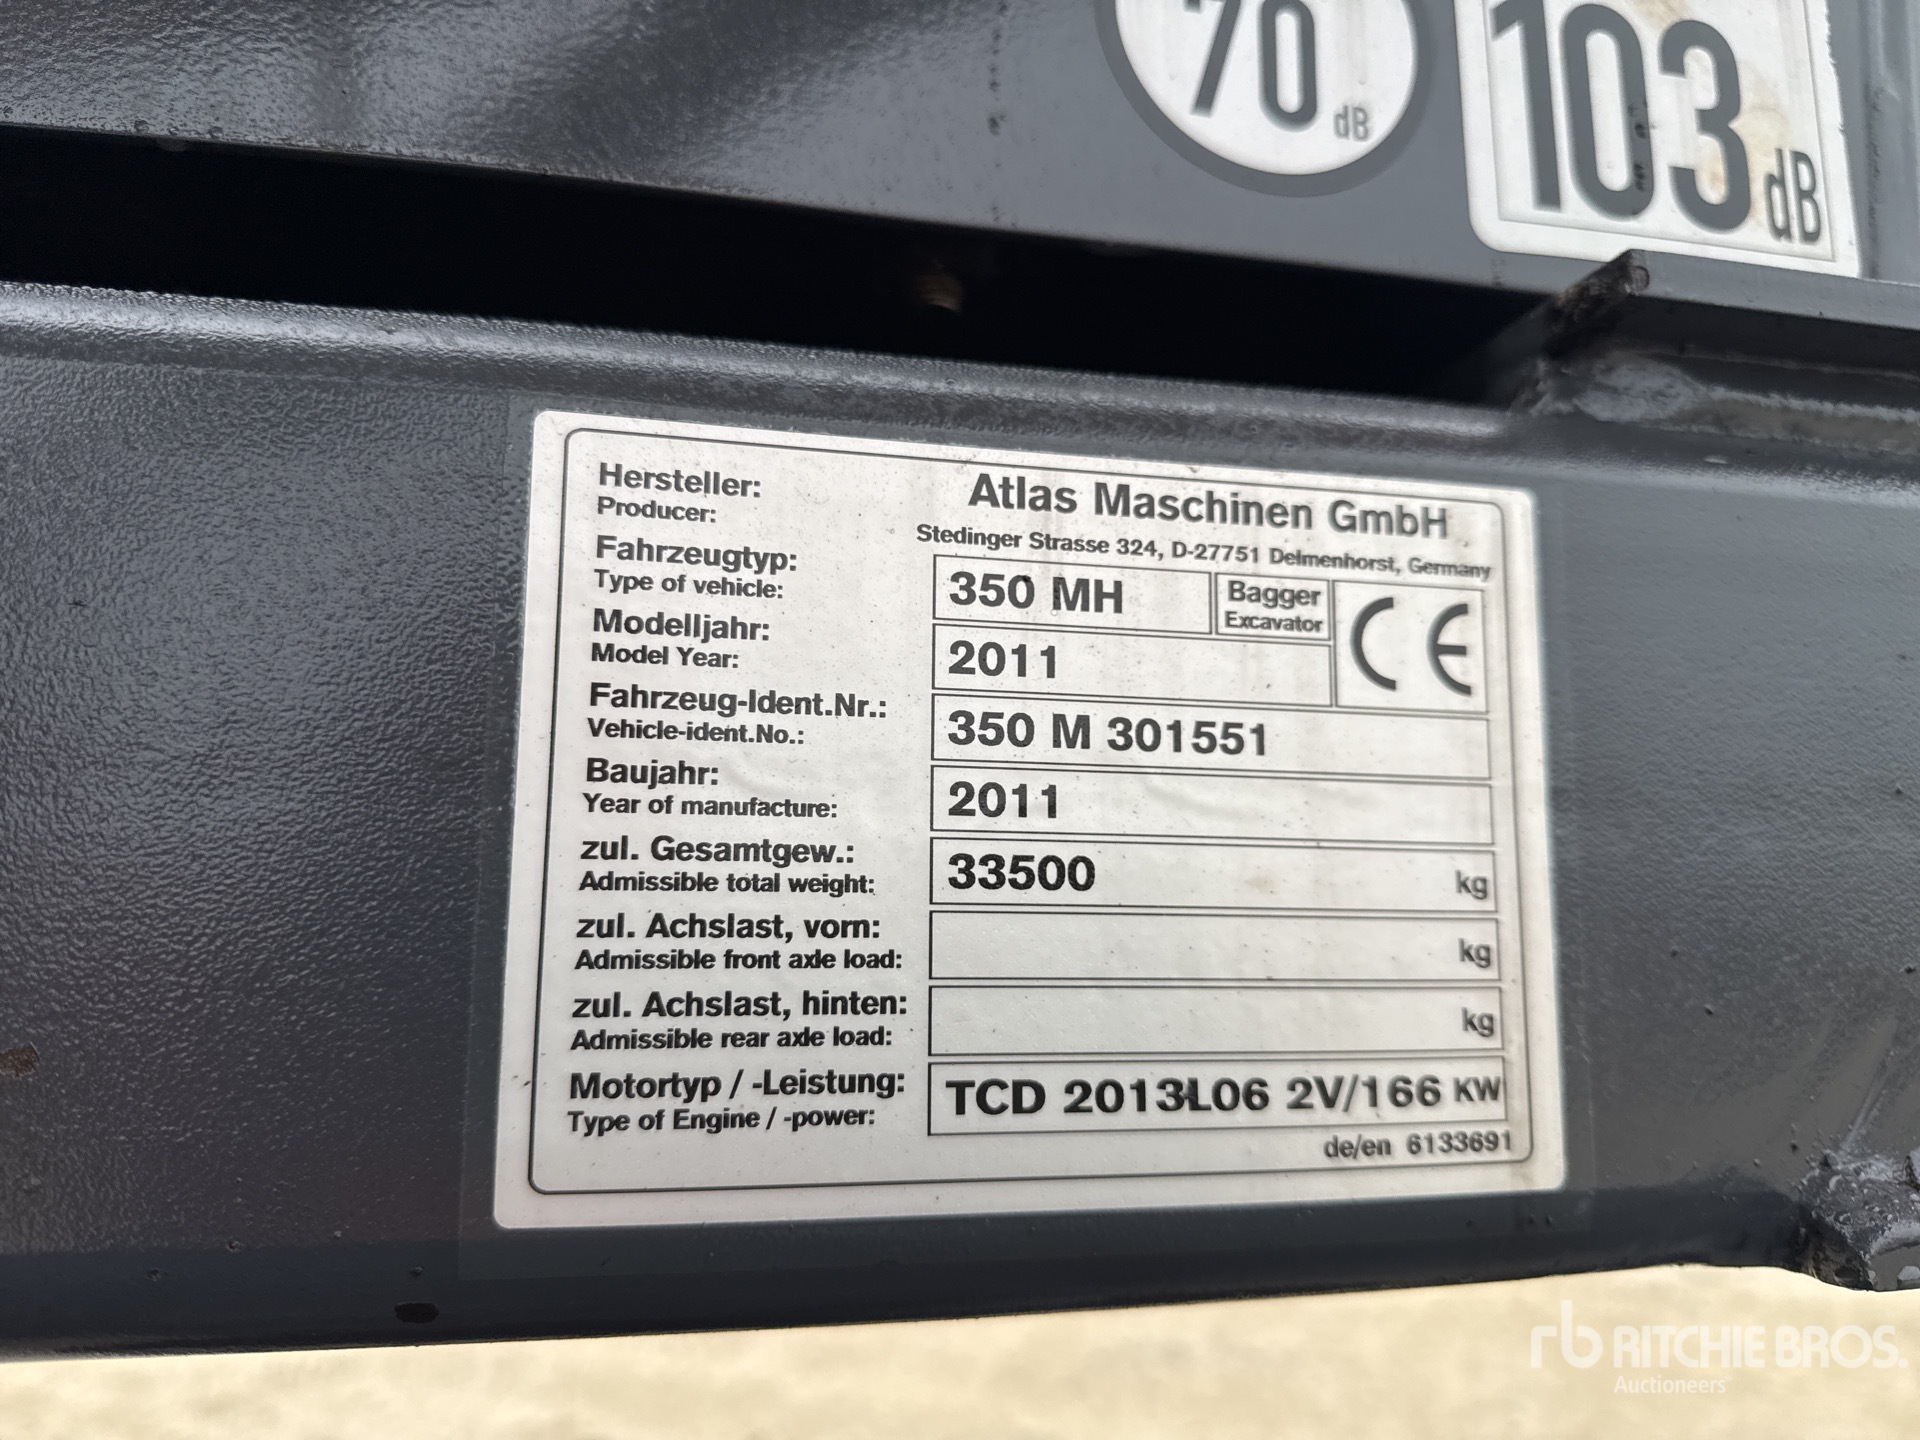 70 dB
103 dB
Hersteller: Atlas Maschinen GmbH
Producer: Stedinger Strasse 324, D-27751 Delmenhorst, Germany
Fahrzeugtyp: 350 MH Bagger
Type of vehicle: Excavator
CE
Modelljahr: 2011
Model Year:
Fahrzeug-Ident.Nr.: 350 M 301551
Vehicle-ident.No.:
Baujahr: 2011
Year of manufacture:
zul. Gesamtgew.: 33500 kg
Admissible total weight:
zul. Achslast, vorn: kg
Admissible front axle load:
zul. Achslast, hinten: kg
Admissible rear axle load:
Motortyp / -Leistung: TCD 2013L06 2V/166 KW
Type of Engine / -power:
de/en 6133691
rb RITCHIE BROS.
Auctioneers